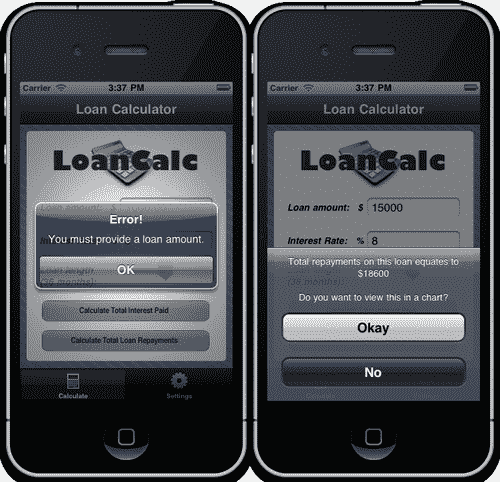 Carrier 3:37 PM
Loan Calculator
LoanCalc
Loan amount: $
Error!
You must provide a loan amount.
OK
Loan length:
(36 months):
Calculate Total Interest Paid
Calculate Total Loan Repayments
Calculate
Settings
Carrier 3:37 PM
Loan Calculator
LoanCalc
Loan amount: $ 15000
Interest Rate: % 8
Total repayments on this loan equates to
$18600
Do you want to view this in a chart?
Okay
No